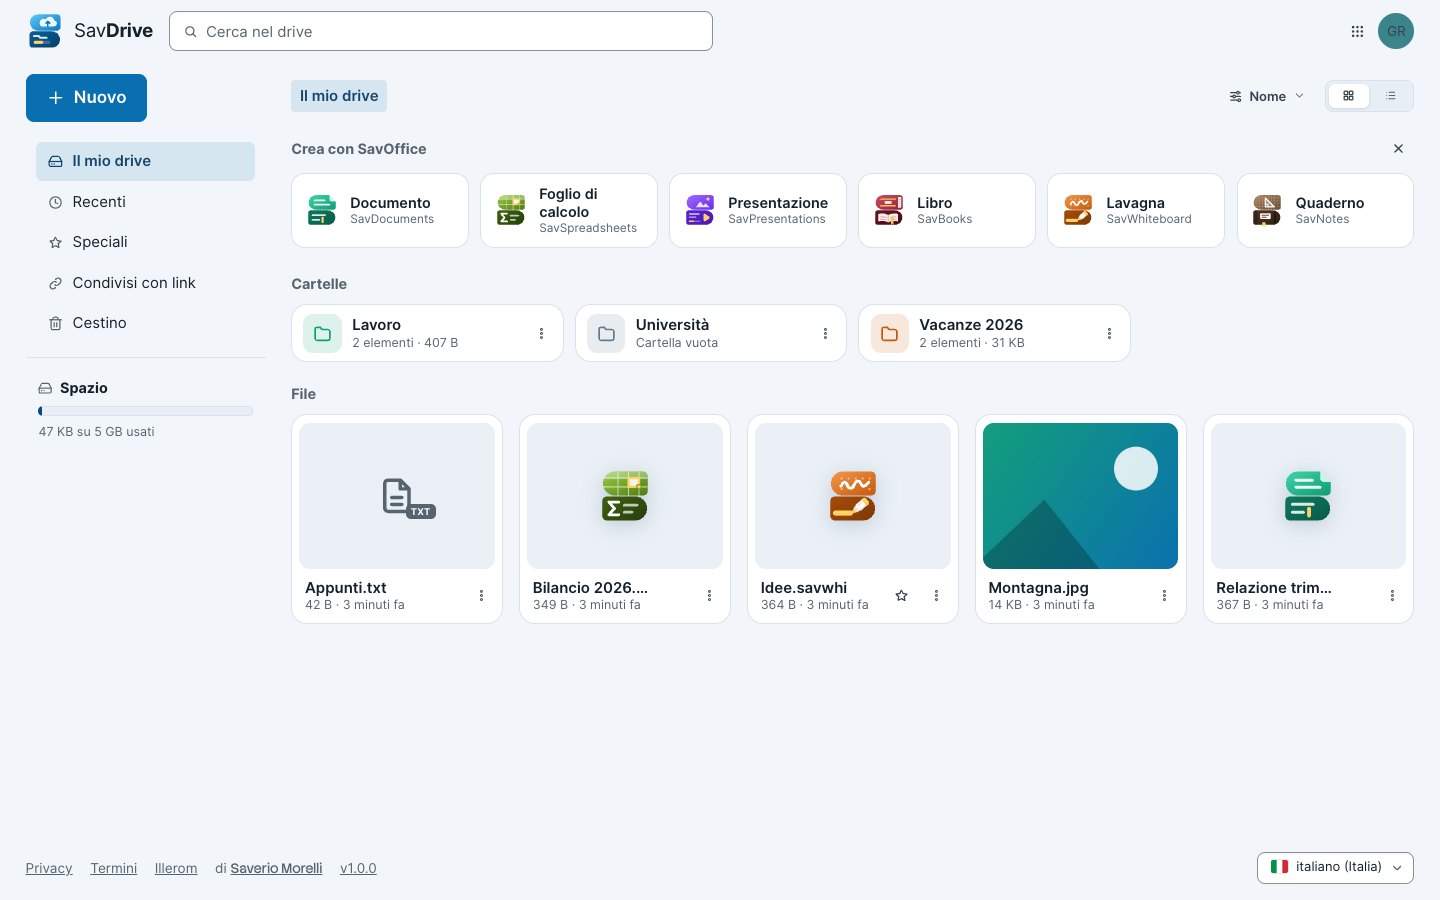 SavDrive
Cerca nel drive
GR
Nuovo
Il mio drive
Nome
Il mio drive
Recenti
Speciali
Condivisi con link
Cestino
Spazio
47 KB su 5 GB usati
Crea con SavOffice
Documento
SavDocuments
Foglio di
calcolo
SavSpreadsheets
Presentazione
SavPresentations
Libro
SavBooks
Lavagna
SavWhiteboard
Quaderno
SavNotes
Cartelle
Lavoro
2 elementi · 407 B
Università
Cartella vuota
Vacanze 2026
2 elementi · 31 KB
File
TXT
Appunti.txt
42 B · 3 minuti fa
Bilancio 2026....
349 B · 3 minuti fa
Idee.savwhi
364 B · 3 minuti fa
Montagna.jpg
14 KB · 3 minuti fa
Relazione trim...
367 B · 3 minuti fa
Privacy Termini Illerom di Saverio Morelli v1.0.0
italiano (Italia)